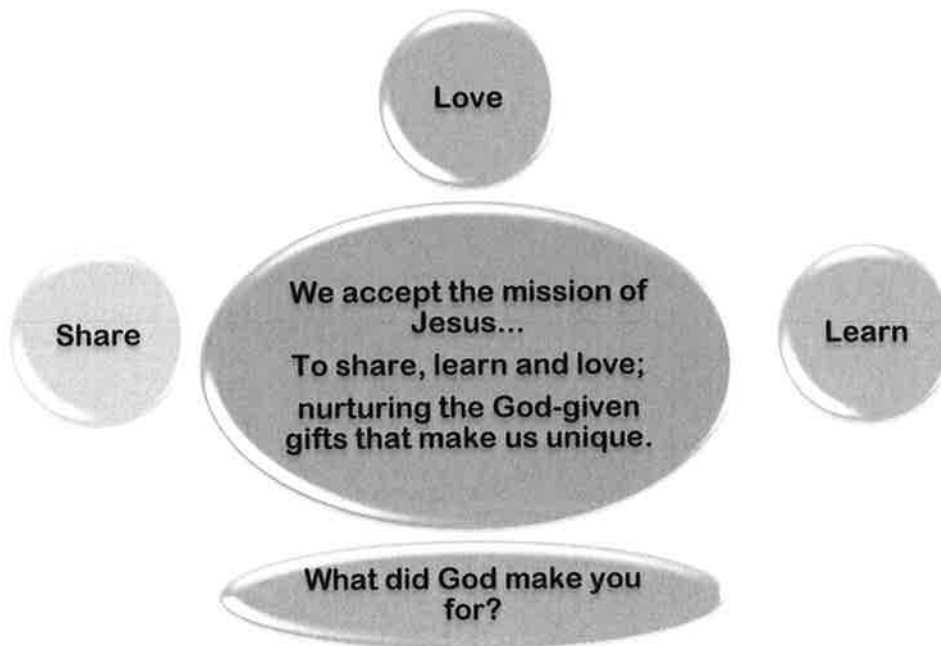 Love
Share
We accept the mission of
Jesus...
To share, learn and love;
nurturing the God-given
gifts that make us unique.
Learn
What did God make you
for?